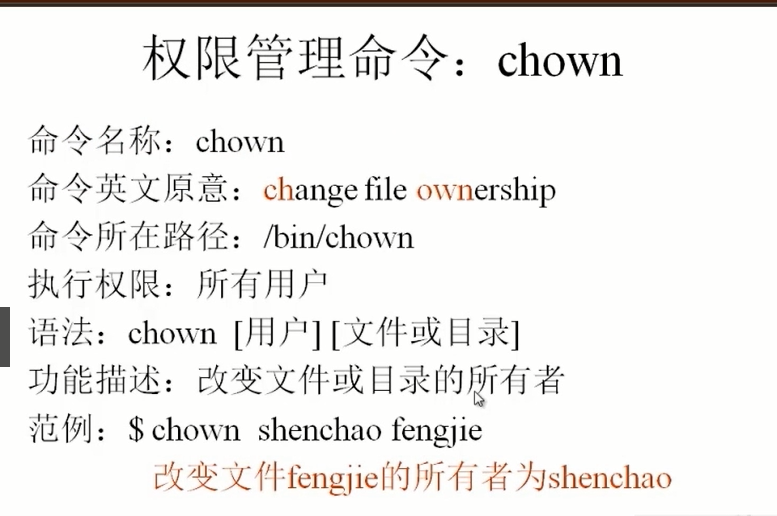 权限管理命令：chown
命令名称：chown
命令英文原意：change file ownership
命令所在路径：/bin/chown
执行权限：所有用户
语法：chown [用户] [文件或目录]
功能描述：改变文件或目录的所有者
范例：$ chown shenchao fengjie
改变文件fengjie的所有者为shenchao